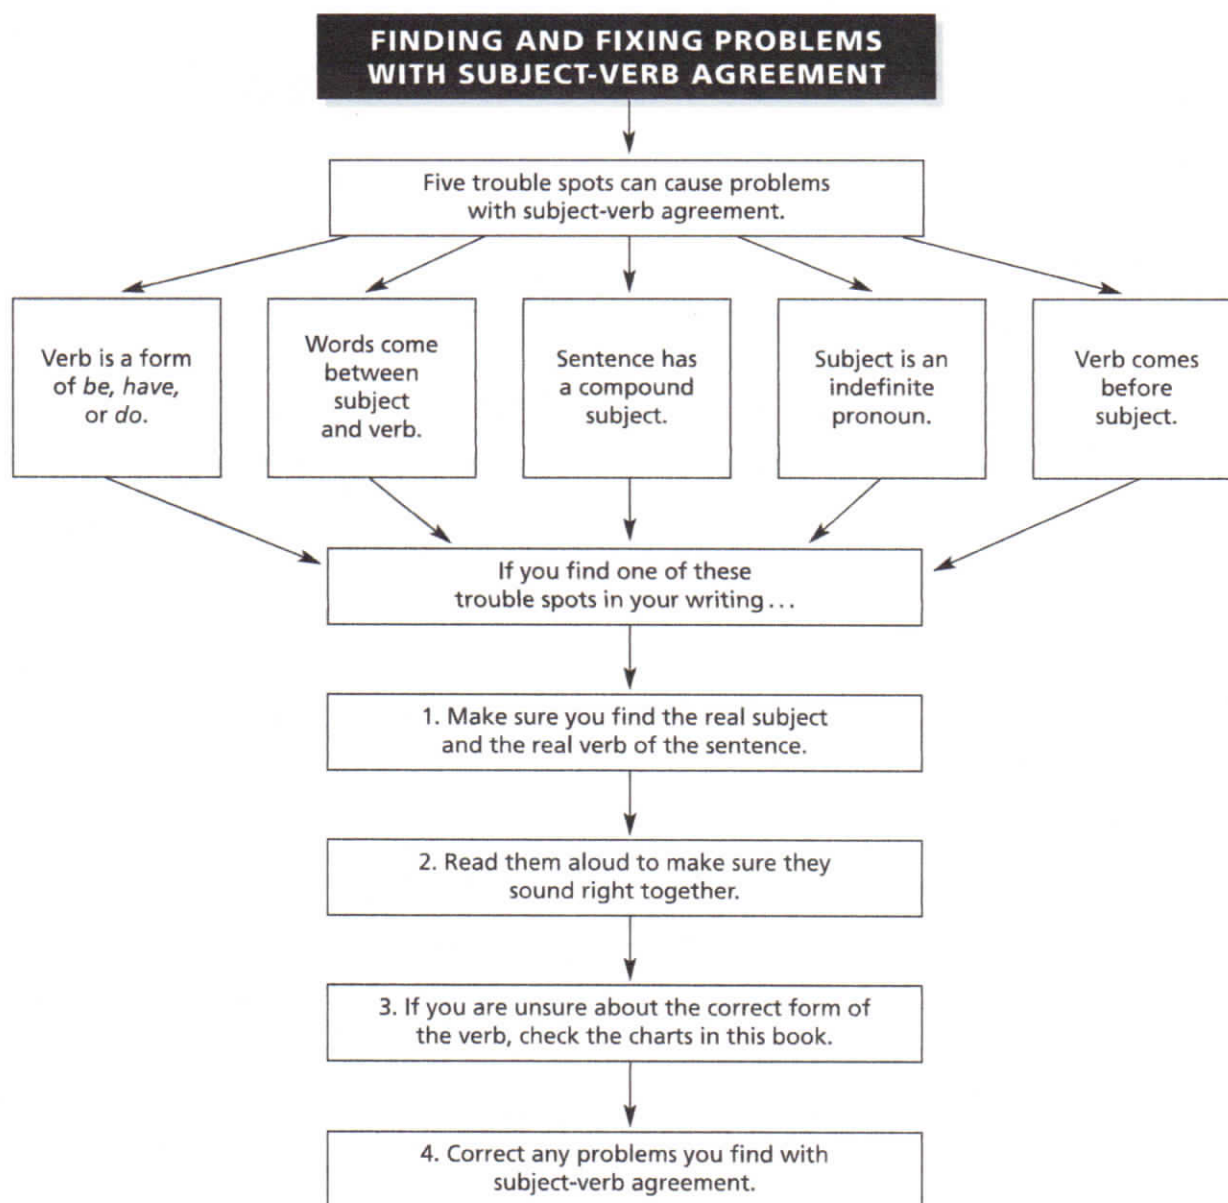 FINDING AND FIXING PROBLEMS
WITH SUBJECT-VERB AGREEMENT
Five trouble spots can cause problems
with subject-verb agreement.
Verb is a form
of be, have,
or do.
Words come
between
subject
and verb.
Sentence has
a compound
subject.
Subject is an
indefinite
pronoun.
Verb comes
before
subject.
If you find one of these
trouble spots in your writing . . .
1. Make sure you find the real subject
and the real verb of the sentence.
2. Read them aloud to make sure they
sound right together.
3. If you are unsure about the correct form of
the verb, check the charts in this book.
4. Correct any problems you find with
subject-verb agreement.